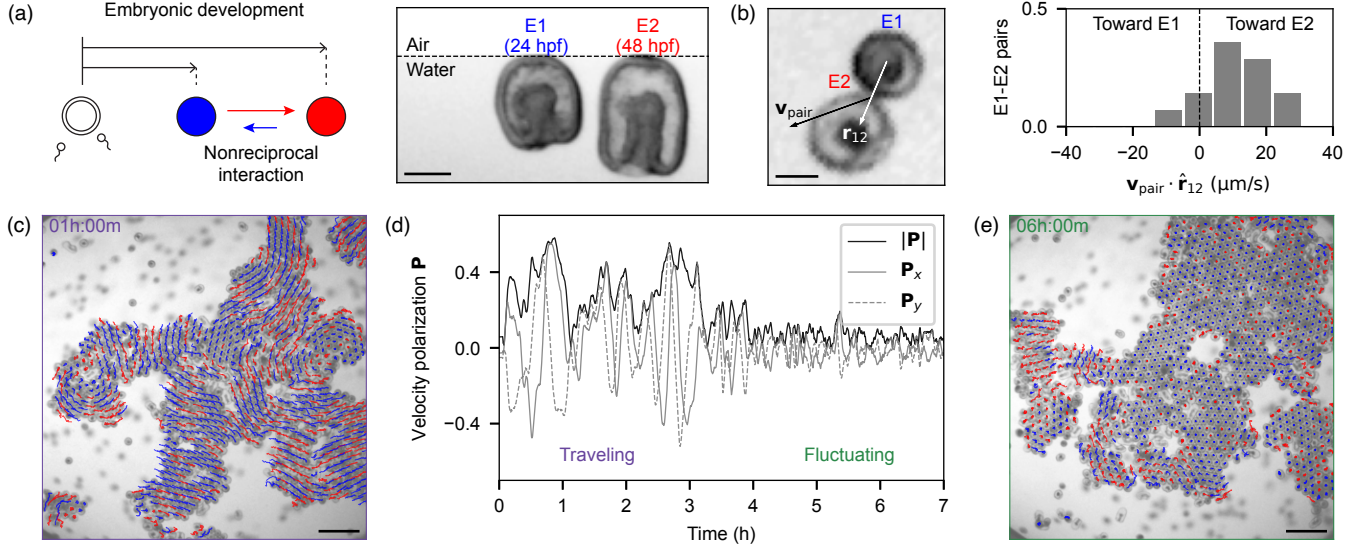 (a)
Embryonic development
Nonreciprocal
interaction
E1
(24 hpf)
E2
(48 hpf)
Air
Water
(b)
E1
E2
v_pair
r_12
E1-E2 pairs
0.5
0.0
Toward E1
Toward E2
−40
−20
0
20
40
v_pair · r̂_12 (μm/s)
(c)
01h:00m
(d)
Velocity polarization P
0.4
0.0
−0.4
|P|
P_x
P_y
Traveling
Fluctuating
0
1
2
3
4
5
6
7
Time (h)
(e)
06h:00m